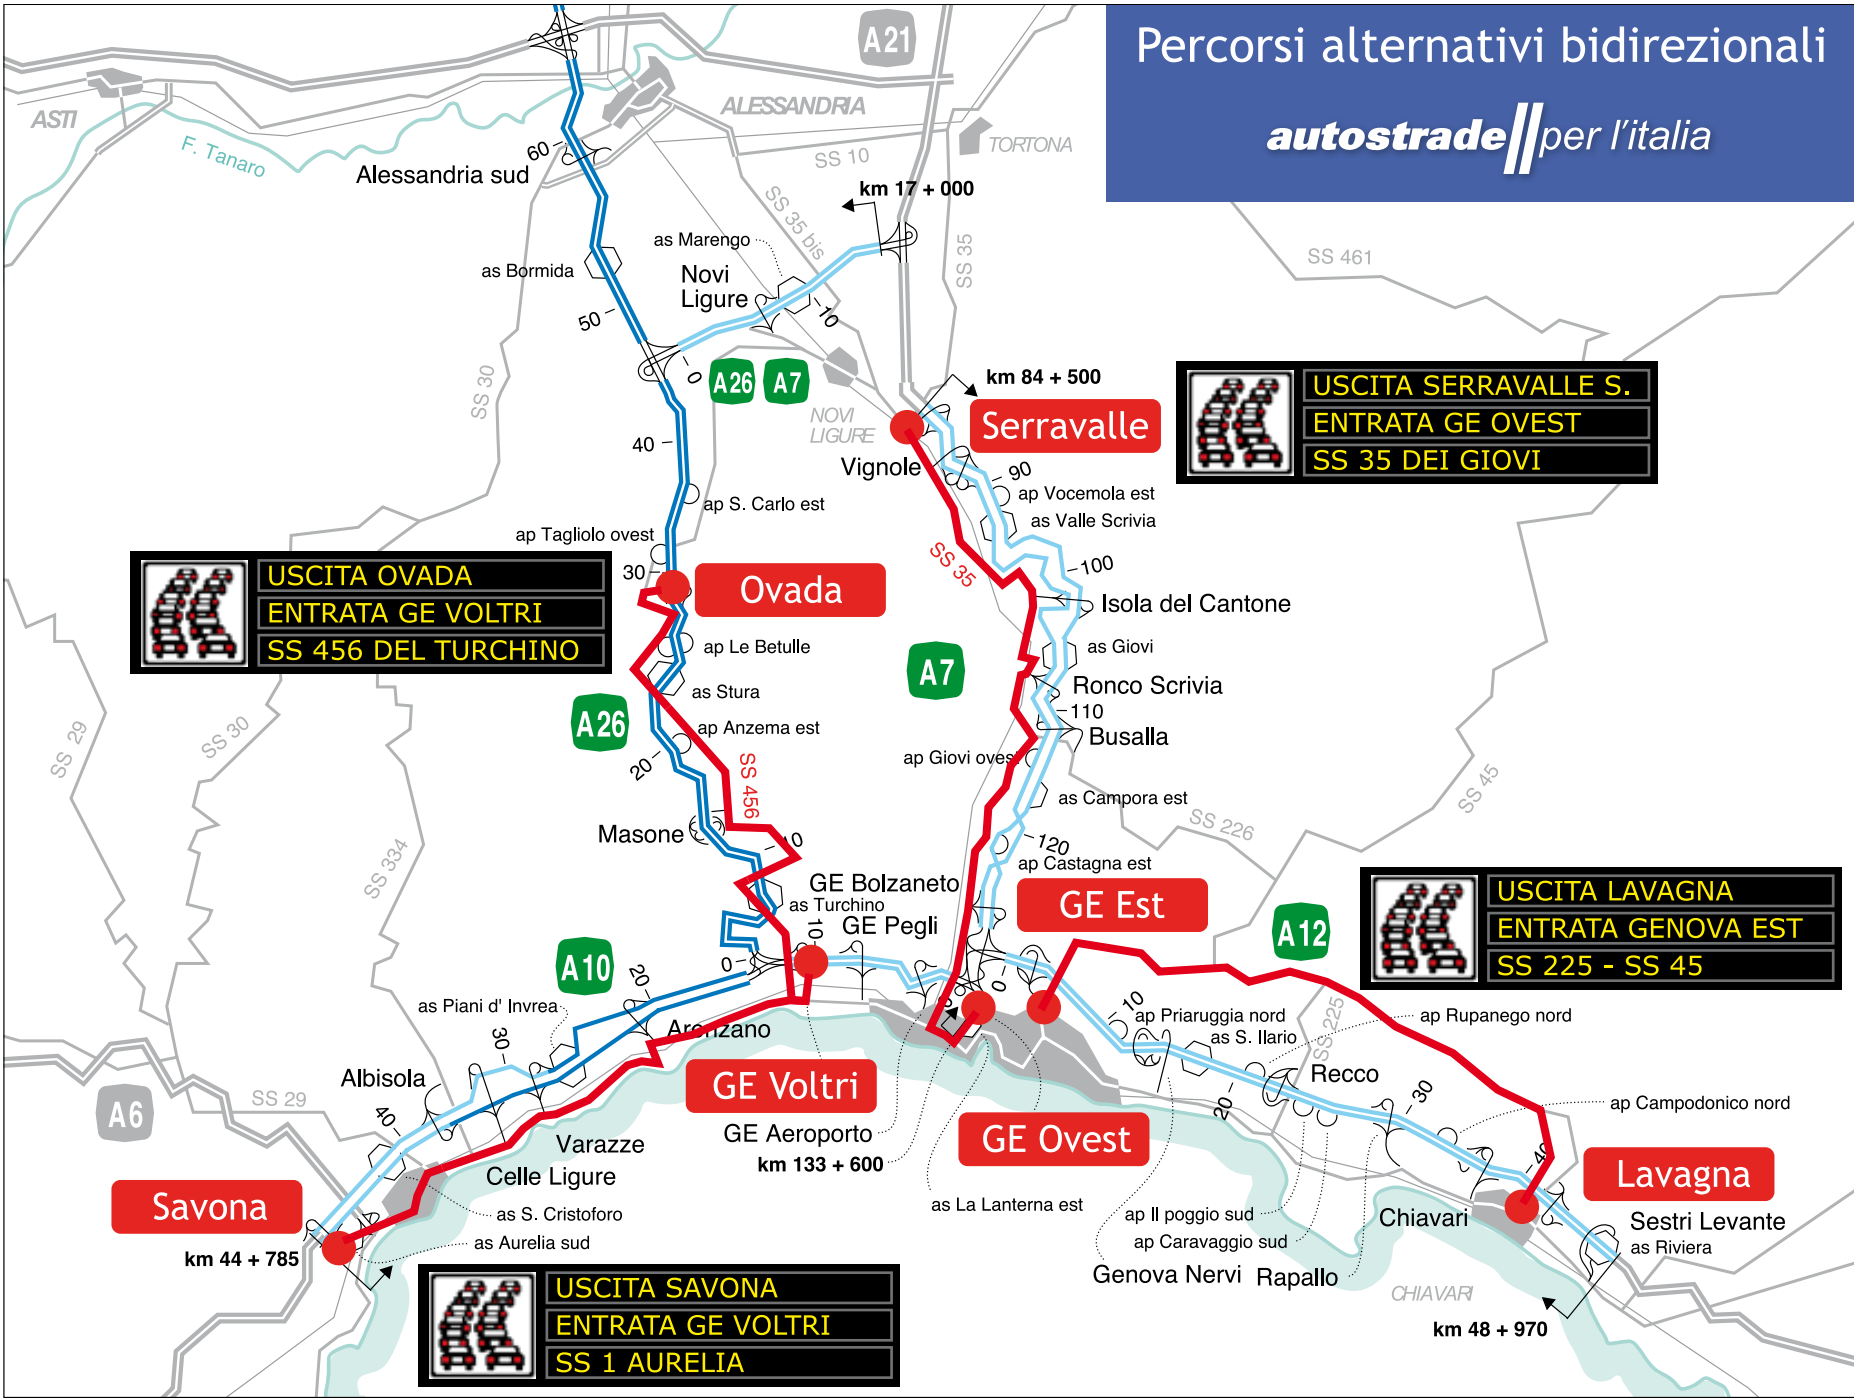 Percorsi alternativi bidirezionali
autostrade//per l'italia
A21
ASTI
ALESSANDRIA
F. Tanaro
TORTONA
SS 10
60
Alessandria sud
km 17 + 000
SS 35 bis
as Marengo
SS 35
SS 461
as Bormida
Novi
Ligure
10
50
0
A26
A7
km 84 + 500
SS 30
NOVI
LIGURE
Serravalle
USCITA SERRAVALLE S.
ENTRATA GE OVEST
SS 35 DEI GIOVI
40
Vignole
90
ap S. Carlo est
ap Vocemola est
as Valle Scrivia
ap Tagliolo ovest
SS 35
100
30
USCITA OVADA
ENTRATA GE VOLTRI
SS 456 DEL TURCHINO
Ovada
Isola del Cantone
ap Le Betulle
as Giovi
A7
as Stura
Ronco Scrivia
A26
110
ap Anzema est
Busalla
SS 29
SS 30
20
SS 456
ap Giovi ovest
SS 45
as Campora est
SS 226
Masone
10
120
SS 334
ap Castagna est
GE Bolzaneto
as Turchino
GE Est
USCITA LAVAGNA
ENTRATA GENOVA EST
SS 225 - SS 45
GE Pegli
A12
10
A10
0
20
0
as Piani d' Invrea
10
ap Priaruggia nord
ap Rupanego nord
Arenzano
as S. Ilario
SS 225
30
Albisola
GE Voltri
Recco
A6
SS 29
40
20
30
ap Campodonico nord
GE Aeroporto
GE Ovest
Varazze
km 133 + 600
40
Celle Ligure
Lavagna
Savona
as La Lanterna est
as S. Cristoforo
ap Il poggio sud
Chiavari
Sestri Levante
as Aurelia sud
ap Caravaggio sud
as Riviera
km 44 + 785
Genova Nervi
Rapallo
CHIAVARI
USCITA SAVONA
ENTRATA GE VOLTRI
SS 1 AURELIA
km 48 + 970